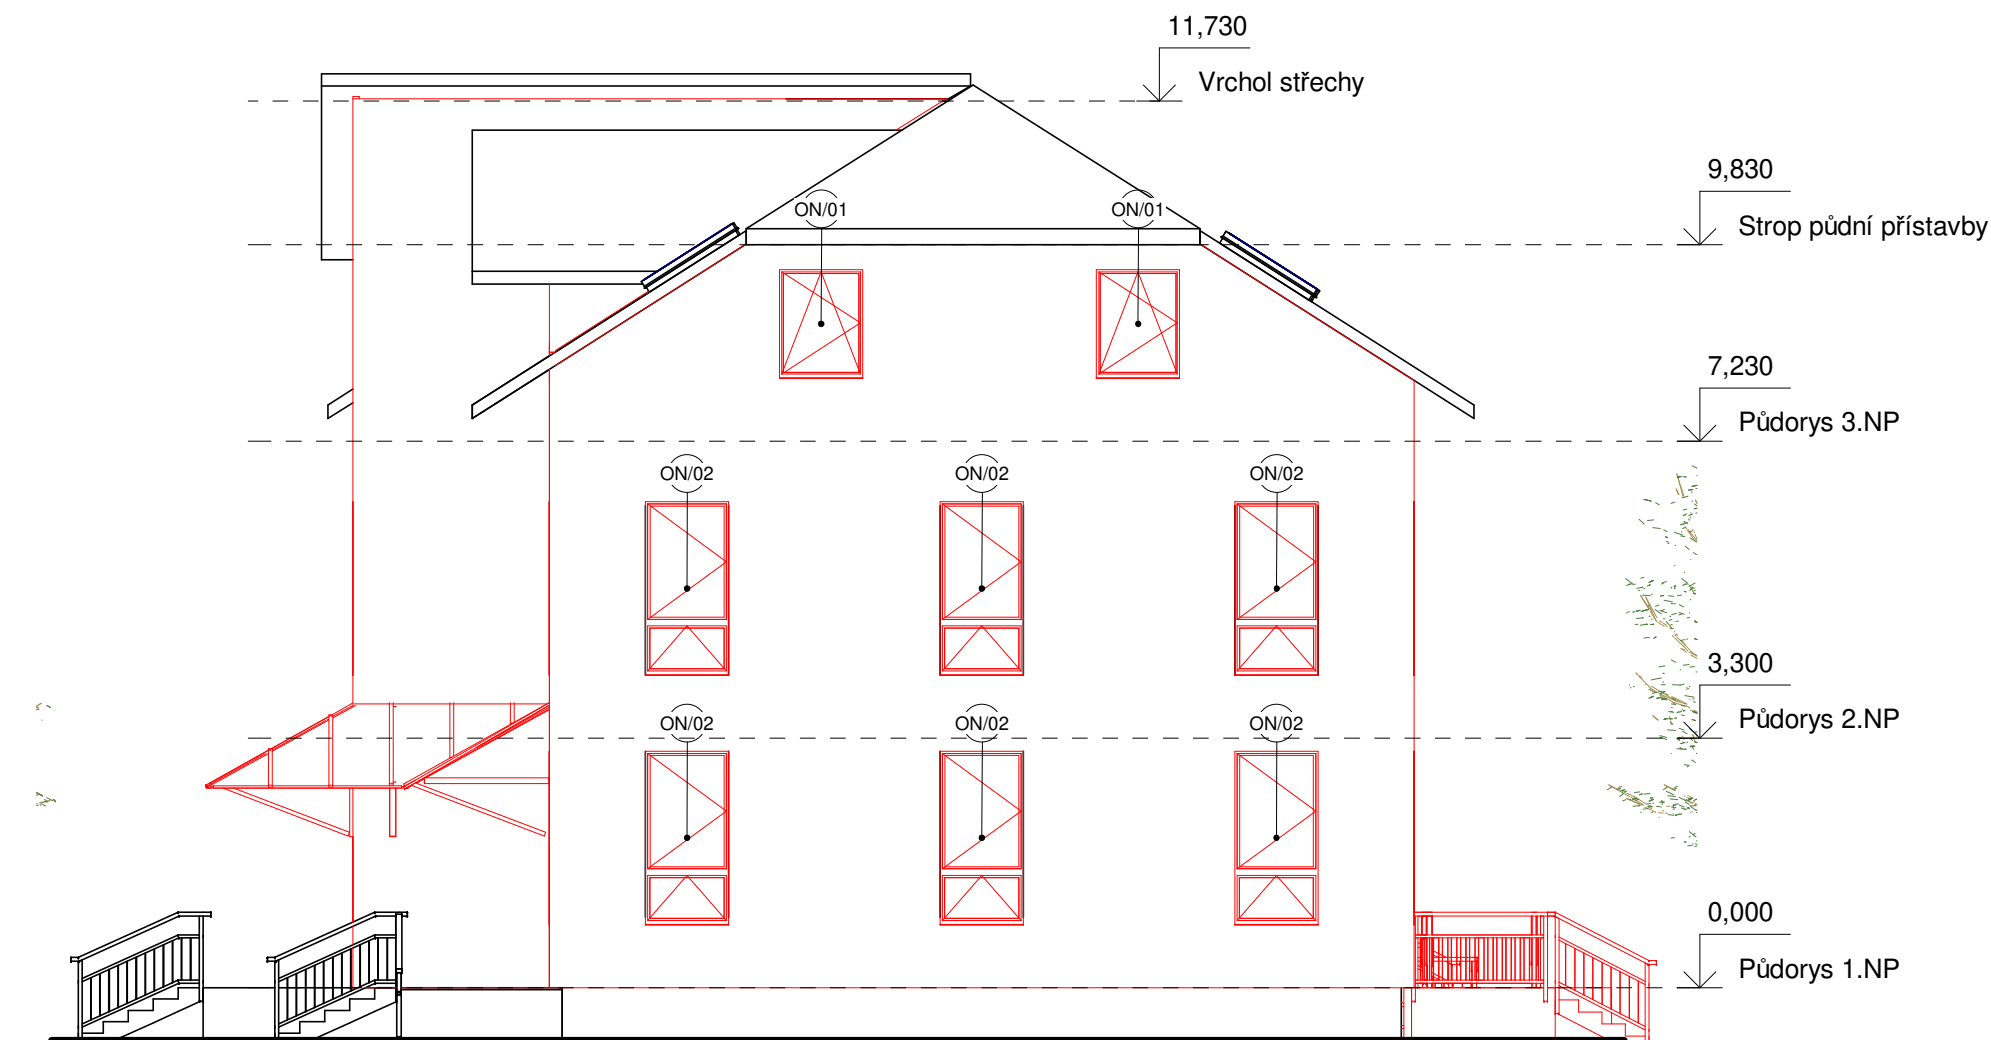 11,730
Vrchol střechy
9,830
Strop půdní přístavby
ON/01 ON/01
7,230
Půdorys 3.NP
ON/02 ON/02 ON/02
3,300
Půdorys 2.NP
ON/02 ON/02 ON/02
0,000
Půdorys 1.NP